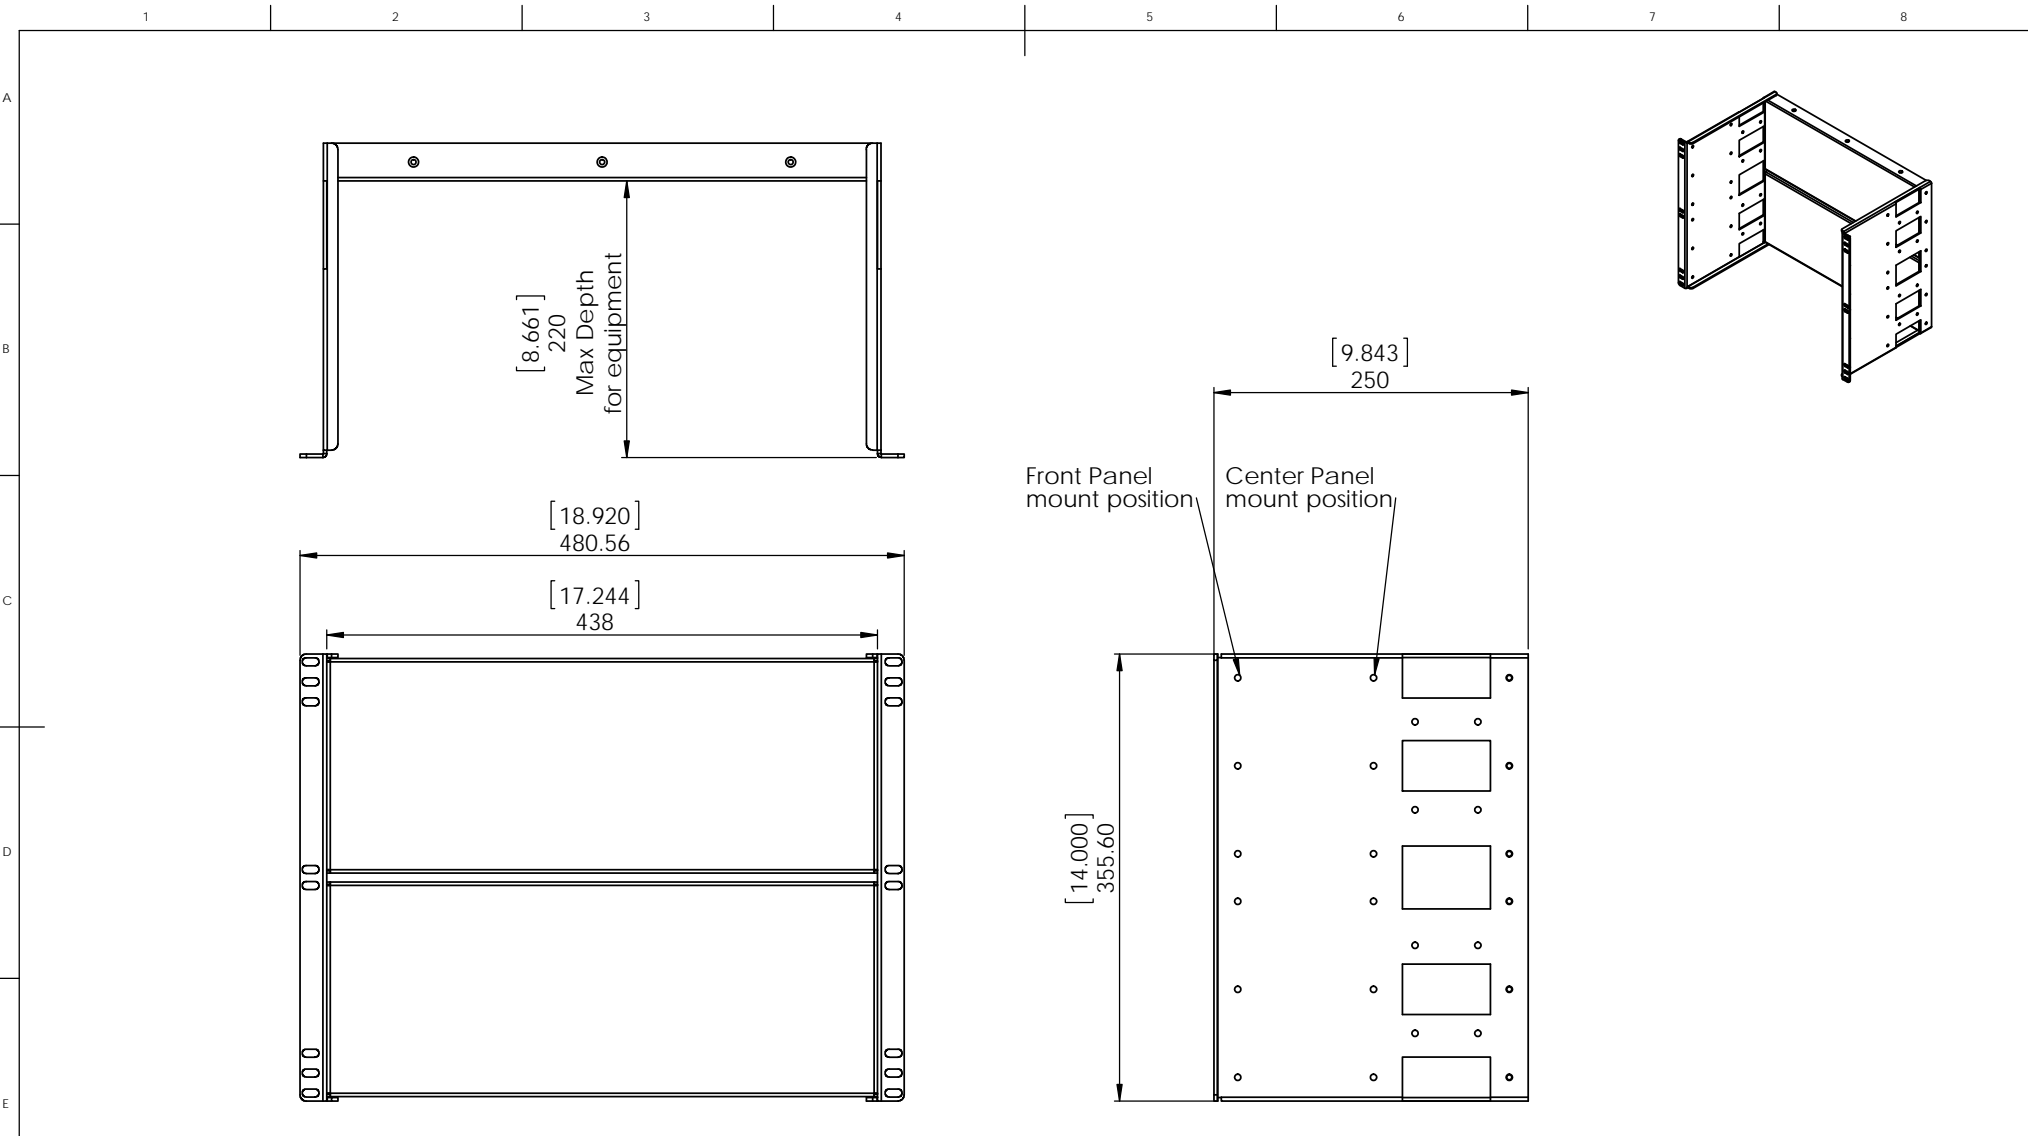 1 2 3 4 5 6 7 8
A
B
C
D
E
[8.661]
220
Max Depth
for equipment
[9.843]
250
Front Panel
mount position
Center Panel
mount position
[18.920]
480.56
[17.244]
438
[14.000]
355.60